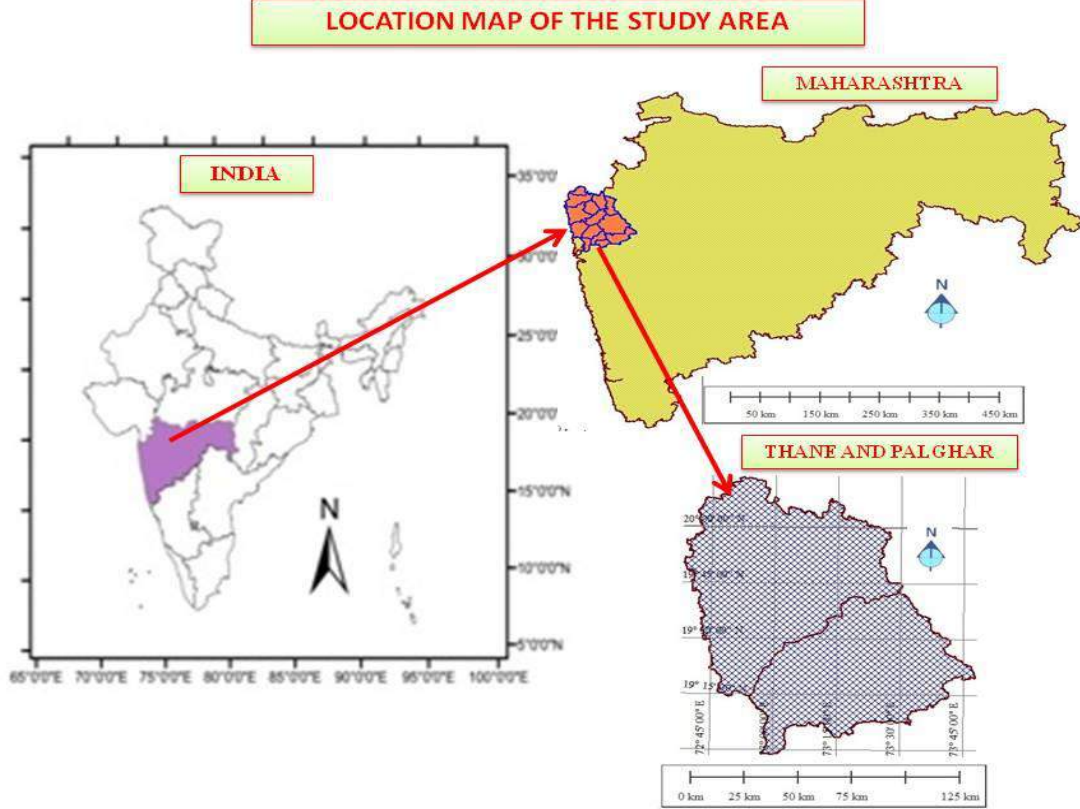 LOCATION MAP OF THE STUDY AREA
MAHARASHTRA
INDIA
35°0'0"
30°0'0"
25°0'0"
20°0'0"N
15°0'0"N
10°0'0"N
5°0'0"N
65°0'0"E 70°0'0"E 75°0'0"E 80°0'0"E 85°0'0"E 90°0'0"E 95°0'0"E 100°0'0"E
N
N
50 km 150 km 250 km 350 km 450 km
THANE AND PALGHAR
N
19° 15'
72° 45' 00" E
73° 30' 00" E
73° 45' 00" E
0 km 25 km 50 km 75 km 125 km